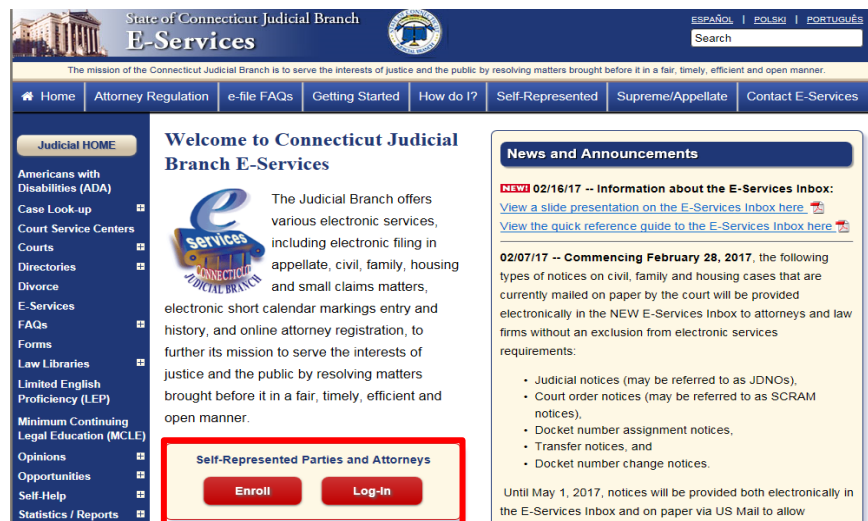 State of Connecticut Judicial Branch
E-Services
ESPAÑOL | POLSKI | PORTUGUÊS
Search
The mission of the Connecticut Judicial Branch is to serve the interests of justice and the public by resolving matters brought before it in a fair, timely, efficient and open manner.
Home
Attorney Regulation
e-file FAQs
Getting Started
How do I?
Self-Represented
Supreme/Appellate
Contact E-Services
Judicial HOME
Americans with
Disabilities (ADA)
Case Look-up
Court Service Centers
Courts
Directories
Divorce
E-Services
FAQs
Forms
Law Libraries
Limited English
Proficiency (LEP)
Minimum Continuing
Legal Education (MCLE)
Opinions
Opportunities
Self-Help
Statistics / Reports
Welcome to Connecticut Judicial
Branch E-Services
e
services
CONNECTICUT
JUDICIAL BRANCH
The Judicial Branch offers
various electronic services,
including electronic filing in
appellate, civil, family, housing
and small claims matters,
electronic short calendar markings entry and
history, and online attorney registration, to
further its mission to serve the interests of
justice and the public by resolving matters
brought before it in a fair, timely, efficient and
open manner.
Self-Represented Parties and Attorneys
Enroll
Log-In
News and Announcements
NEW! 02/16/17 -- Information about the E-Services Inbox:
View a slide presentation on the E-Services Inbox here
View the quick reference guide to the E-Services Inbox here
02/07/17 -- Commencing February 28, 2017, the following
types of notices on civil, family and housing cases that are
currently mailed on paper by the court will be provided
electronically in the NEW E-Services Inbox to attorneys and law
firms without an exclusion from electronic services
requirements:
• Judicial notices (may be referred to as JDNOs),
• Court order notices (may be referred to as SCRAM
notices),
• Docket number assignment notices,
• Transfer notices, and
• Docket number change notices.
Until May 1, 2017, notices will be provided both electronically in
the E-Services Inbox and on paper via US Mail to allow